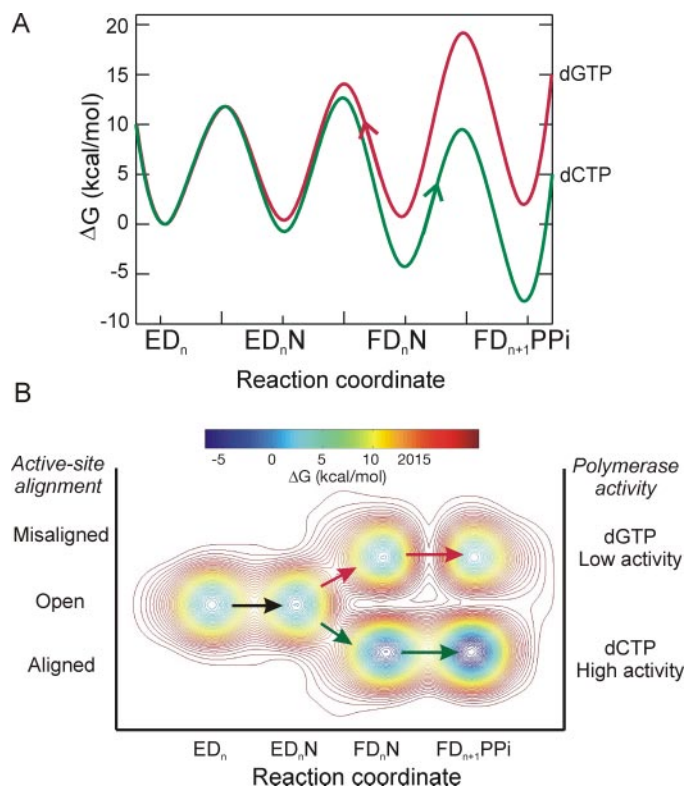 A
20
15
10
5
0
-5
-10
ΔG (kcal/mol)
dGTP
dCTP
EDₙ
EDₙN
FDₙN
FDₙ₊₁PPi
Reaction coordinate
B
-5 0 5 10 2015
ΔG (kcal/mol)
Active-site
alignment
Polymerase
activity
Misaligned
Open
Aligned
dGTP
Low activity
dCTP
High activity
EDₙ
EDₙN
FDₙN
FDₙ₊₁PPi
Reaction coordinate